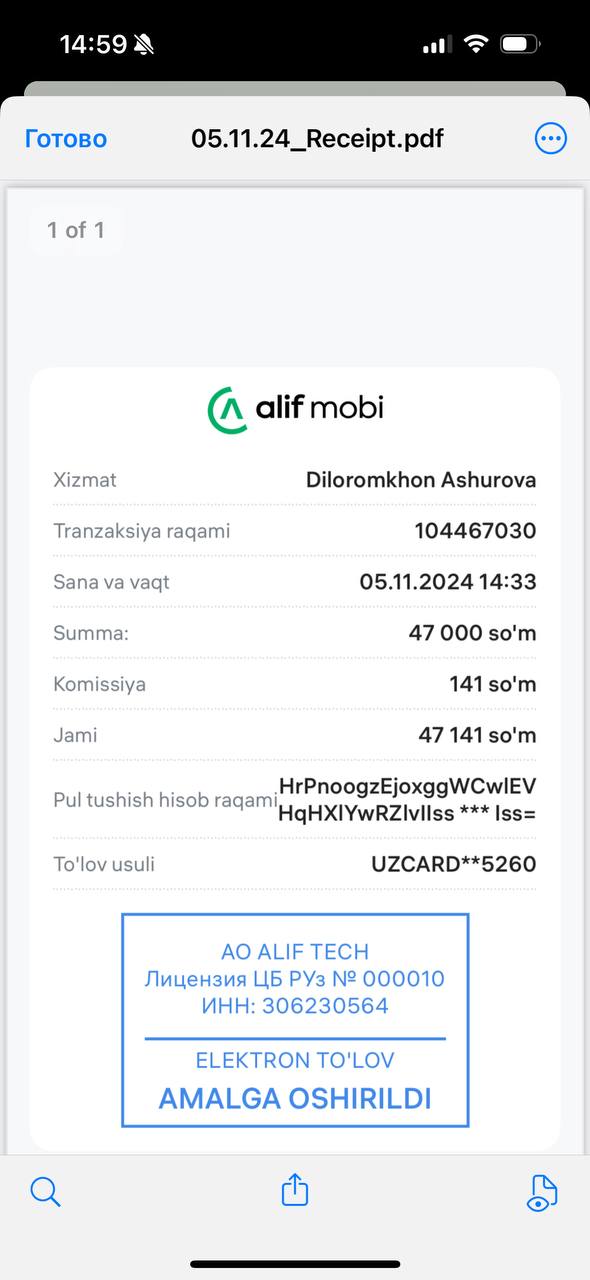 14:59
Готово
05.11.24_Receipt.pdf
1 of 1
alif mobi
Xizmat Diloromkhon Ashurova
Tranzaksiya raqami 104467030
Sana va vaqt 05.11.2024 14:33
Summa: 47 000 so'm
Komissiya 141 so'm
Jami 47 141 so'm
Pul tushish hisob raqami HrPnoogzEjoxggWCwlEV
HqHXlYwRZlvIIss *** Iss=
To'lov usuli UZCARD**5260
АО ALIF TECH
Лицензия ЦБ РУз № 000010
ИНН: 306230564
ELEKTRON TO'LOV
AMALGA OSHIRILDI